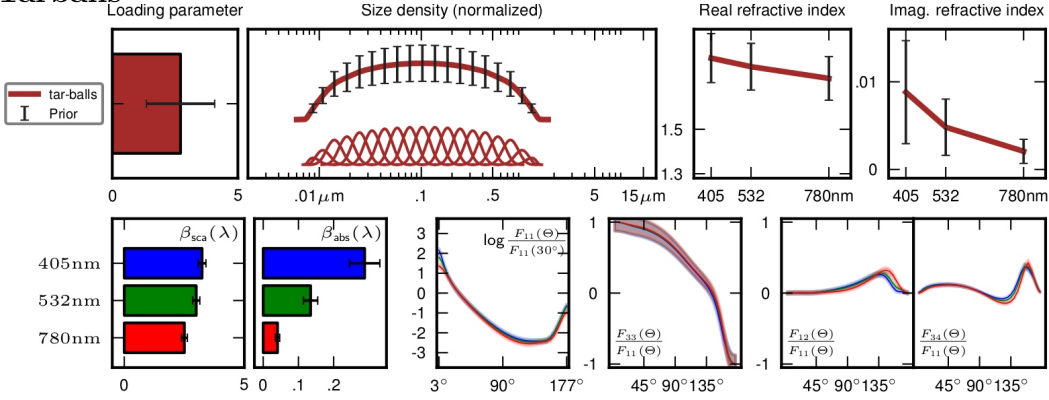 Tarballs
Loading parameter
Size density (normalized)
Real refractive index
Imag. refractive index
tar-balls
Prior
0 5
.01μm .1 .5 5 15μm
1.5
1.3
405 532 780nm
.01
0
405 532 780nm
405nm
532nm
780nm
β_sca(λ)
0 5
β_abs(λ)
0 .1 .2
log F₁₁(Θ)/F₁₁(30°)
3
2
1
0
-1
-2
-3
3° 90° 177°
1
0
-1
F₃₃(Θ)/F₁₁(Θ)
45° 90° 135°
1
0
-1
F₁₂(Θ)/F₁₁(Θ)
45° 90° 135°
F₃₄(Θ)/F₁₁(Θ)
45° 90° 135°